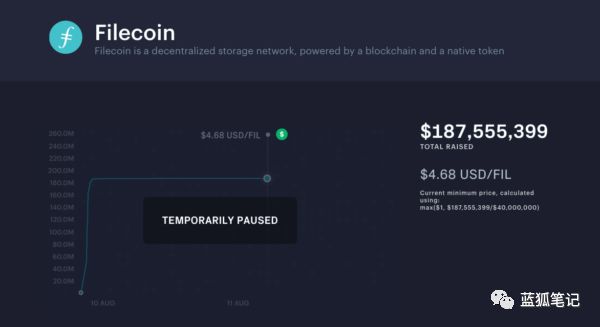 Filecoin
Filecoin is a decentralized storage network, powered by a blockchain and a native token
260.0M
240.0M
220.0M
200.0M
180.0M
160.0M
140.0M
120.0M
100.0M
80.0M
60.0M
40.0M
20.0M
$4.68 USD/FIL
$
TEMPORARILY PAUSED
10 AUG
11 AUG
$187,555,399
TOTAL RAISED
$4.68 USD/FIL
Current minimum price, calculated
using:
max($1, $187,555,399/$40,000,000)
蓝狐笔记